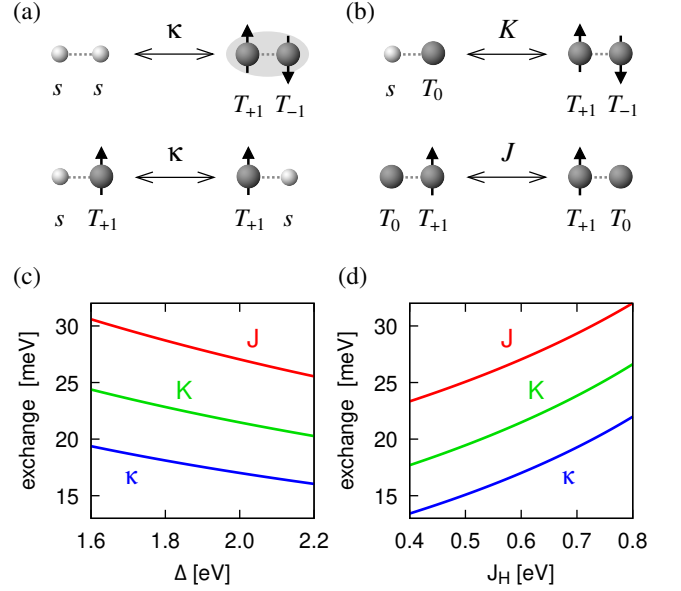 (a)
κ
s s
T+1 T−1
κ
s T+1
T+1 s
(b)
K
s T0
T+1 T−1
J
T0 T+1
T+1 T0
(c)
exchange [meV]
30
25
20
15
J
K
κ
1.6 1.8 2.0 2.2
Δ [eV]
(d)
exchange [meV]
30
25
20
15
J
K
κ
0.4 0.5 0.6 0.7 0.8
JH [eV]